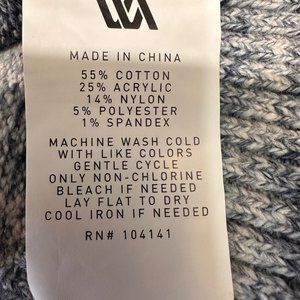 MADE IN CHINA
55% COTTON
25% ACRYLIC
14% NYLON
5% POLYESTER
1% SPANDEX
MACHINE WASH COLD
WITH LIKE COLORS
GENTLE CYCLE
ONLY NON-CHLORINE
BLEACH IF NEEDED
LAY FLAT TO DRY
COOL IRON IF NEEDED
RN# 104141